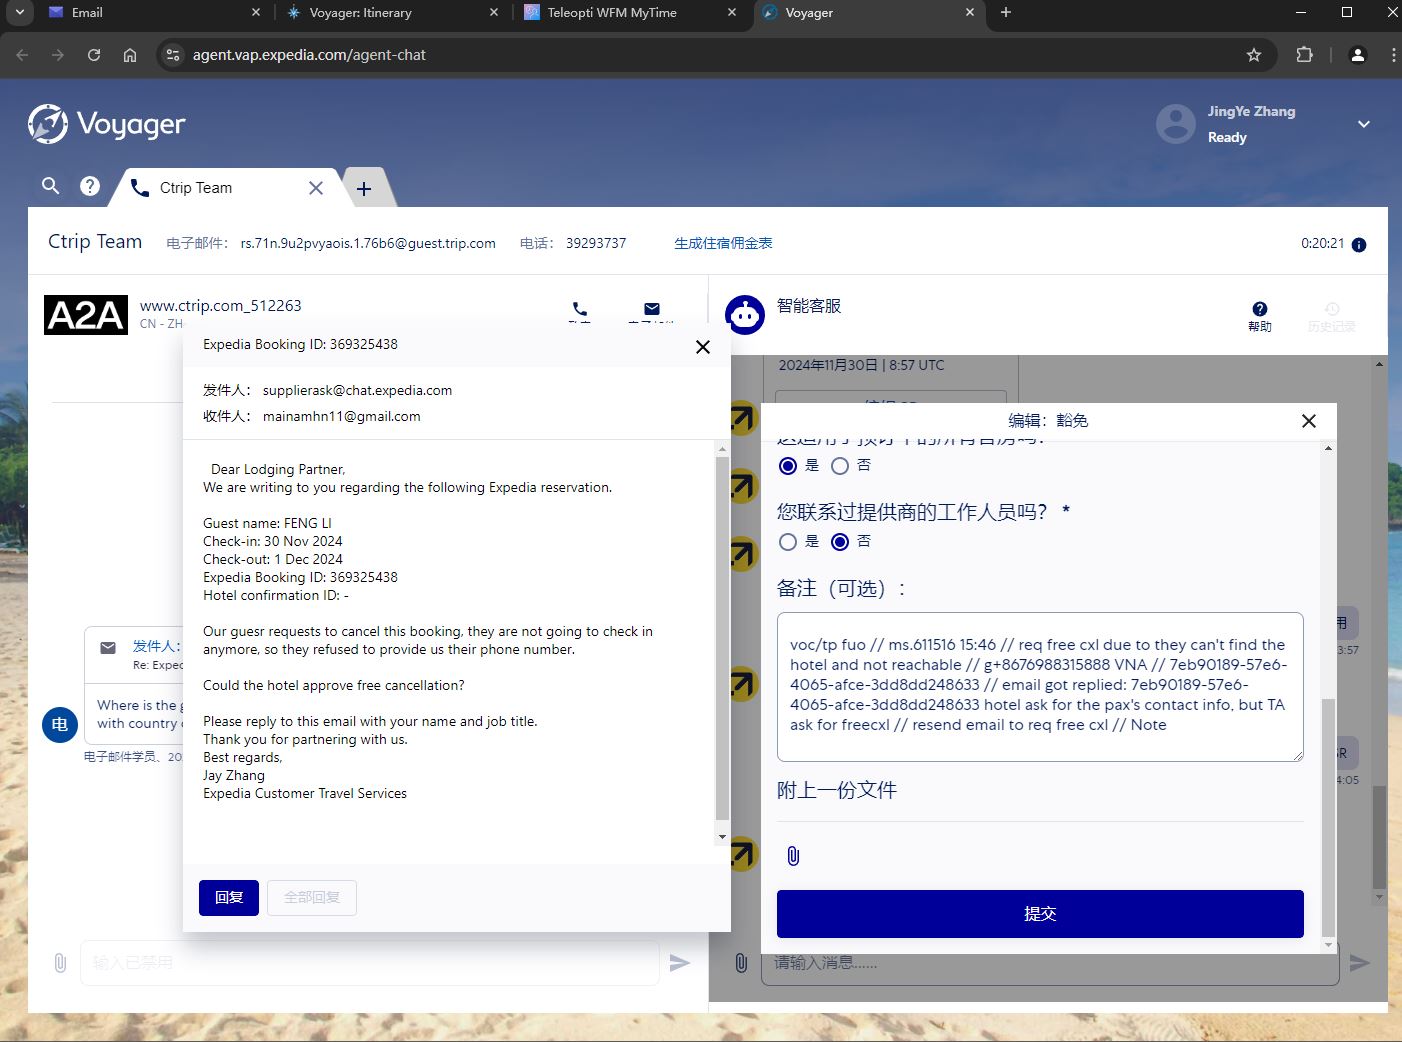 Email
Voyager: Itinerary
Teleopti WFM MyTime
Voyager
agent.vap.expedia.com/agent-chat
Voyager
JingYe Zhang
Ready
Ctrip Team
Ctrip Team
电子邮件：
rs.71n.9u2pvyaois.1.76b6@guest.trip.com
电话：
39293737
生成住宿佣金表
0:20:21
A2A
www.ctrip.com_512263
CN - ZH-
智能客服
帮助
历史记录
Expedia Booking ID: 369325438
发件人： supplierask@chat.expedia.com
收件人： mainamhn11@gmail.com
Dear Lodging Partner,
We are writing to you regarding the following Expedia reservation.
Guest name: FENG LI
Check-in: 30 Nov 2024
Check-out: 1 Dec 2024
Expedia Booking ID: 369325438
Hotel confirmation ID: -
Our guesr requests to cancel this booking, they are not going to check in
anymore, so they refused to provide us their phone number.
Could the hotel approve free cancellation?
Please reply to this email with your name and job title.
Thank you for partnering with us.
Best regards,
Jay Zhang
Expedia Customer Travel Services
回复
全部回复
发件人：
Re: Exped
Where is the g
with country
电
电子邮件学员、20
输入已禁用
2024年11月30日 | 8:57 UTC
编辑：豁免
是
否
您联系过提供商的工作人员吗？ *
是
否
备注（可选）：
voc/tp fuo // ms.611516 15:46 // req free cxl due to they can't find the
hotel and not reachable // g+8676988315888 VNA // 7eb90189-57e6-
4065-afce-3dd8dd248633 // email got replied: 7eb90189-57e6-
4065-afce-3dd8dd248633 hotel ask for the pax's contact info, but TA
ask for freecxl // resend email to req free cxl // Note
附上一份文件
提交
用
3:57
SR
4:05
请输入消息......